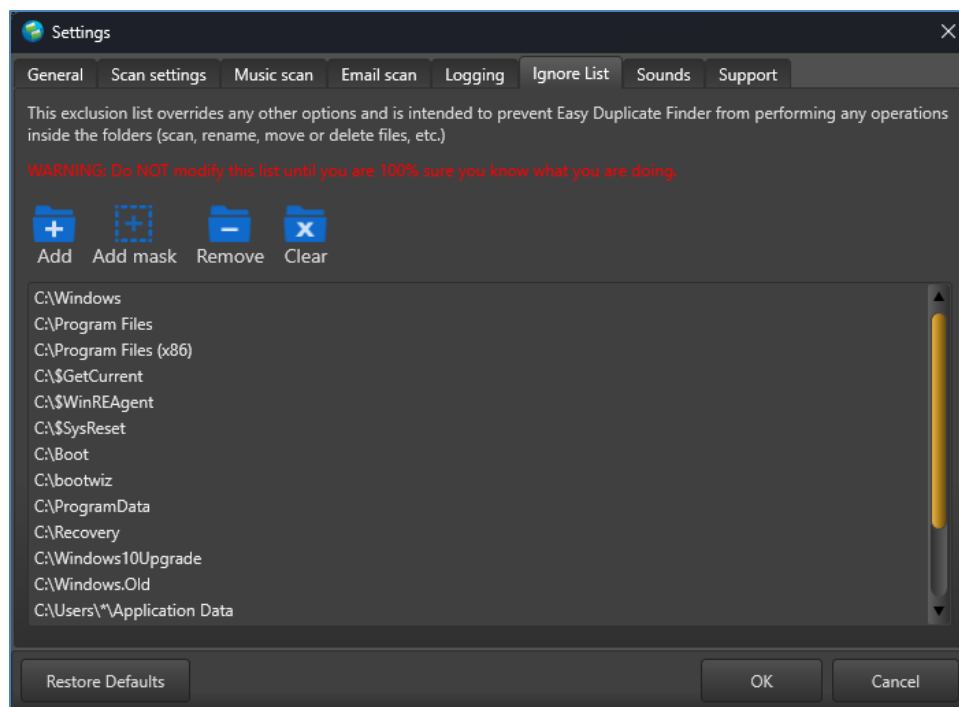 Settings
General Scan settings Music scan Email scan Logging Ignore List Sounds Support
This exclusion list overrides any other options and is intended to prevent Easy Duplicate Finder from performing any operations
inside the folders (scan, rename, move or delete files, etc.)
WARNING: Do NOT modify this list until you are 100% sure you know what you are doing.
Add Add mask Remove Clear
C:\Windows
C:\Program Files
C:\Program Files (x86)
C:\$GetCurrent
C:\$WinREAgent
C:\$SysReset
C:\Boot
C:\bootwiz
C:\ProgramData
C:\Recovery
C:\Windows10Upgrade
C:\Windows.Old
C:\Users\*\Application Data
Restore Defaults OK Cancel